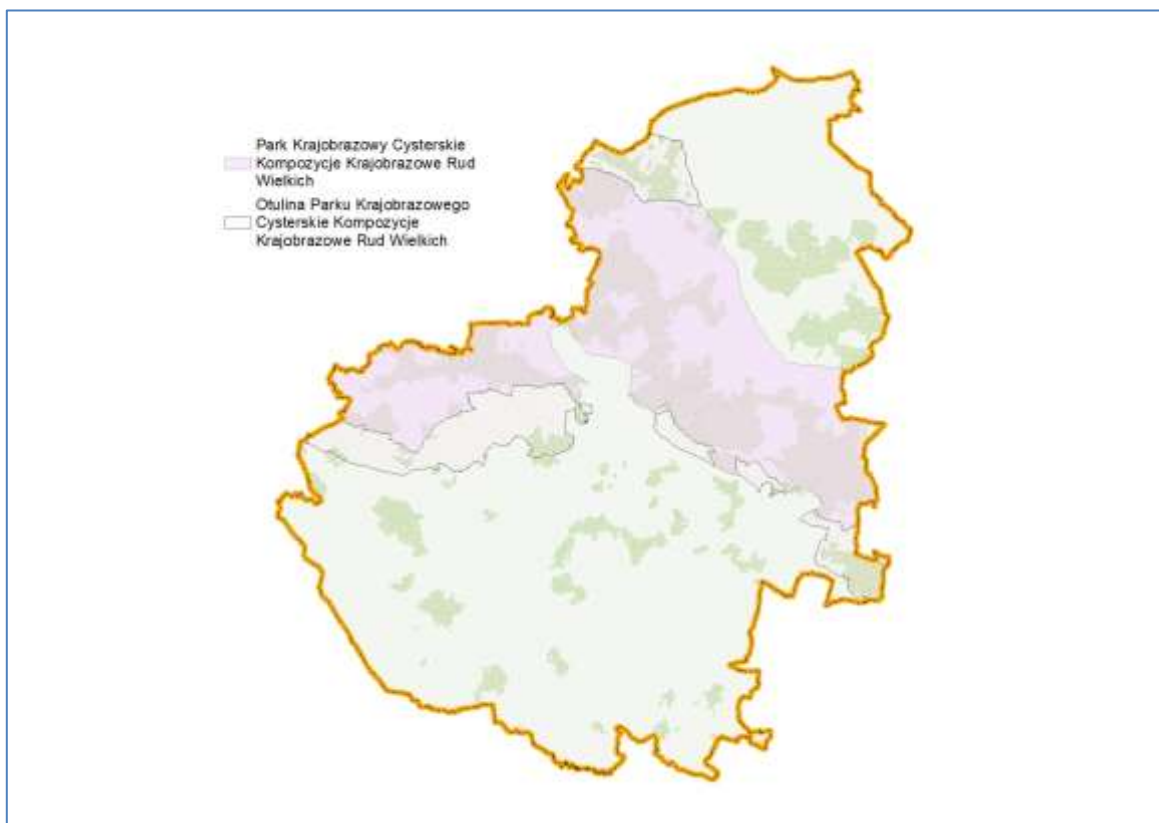 Park Krajobrazowy Cysterskie
Kompozycje Krajobrazowe Rud
Wielkich
Otulina Parku Krajobrazowego
Cysterskie Kompozycje
Krajobrazowe Rud Wielkich